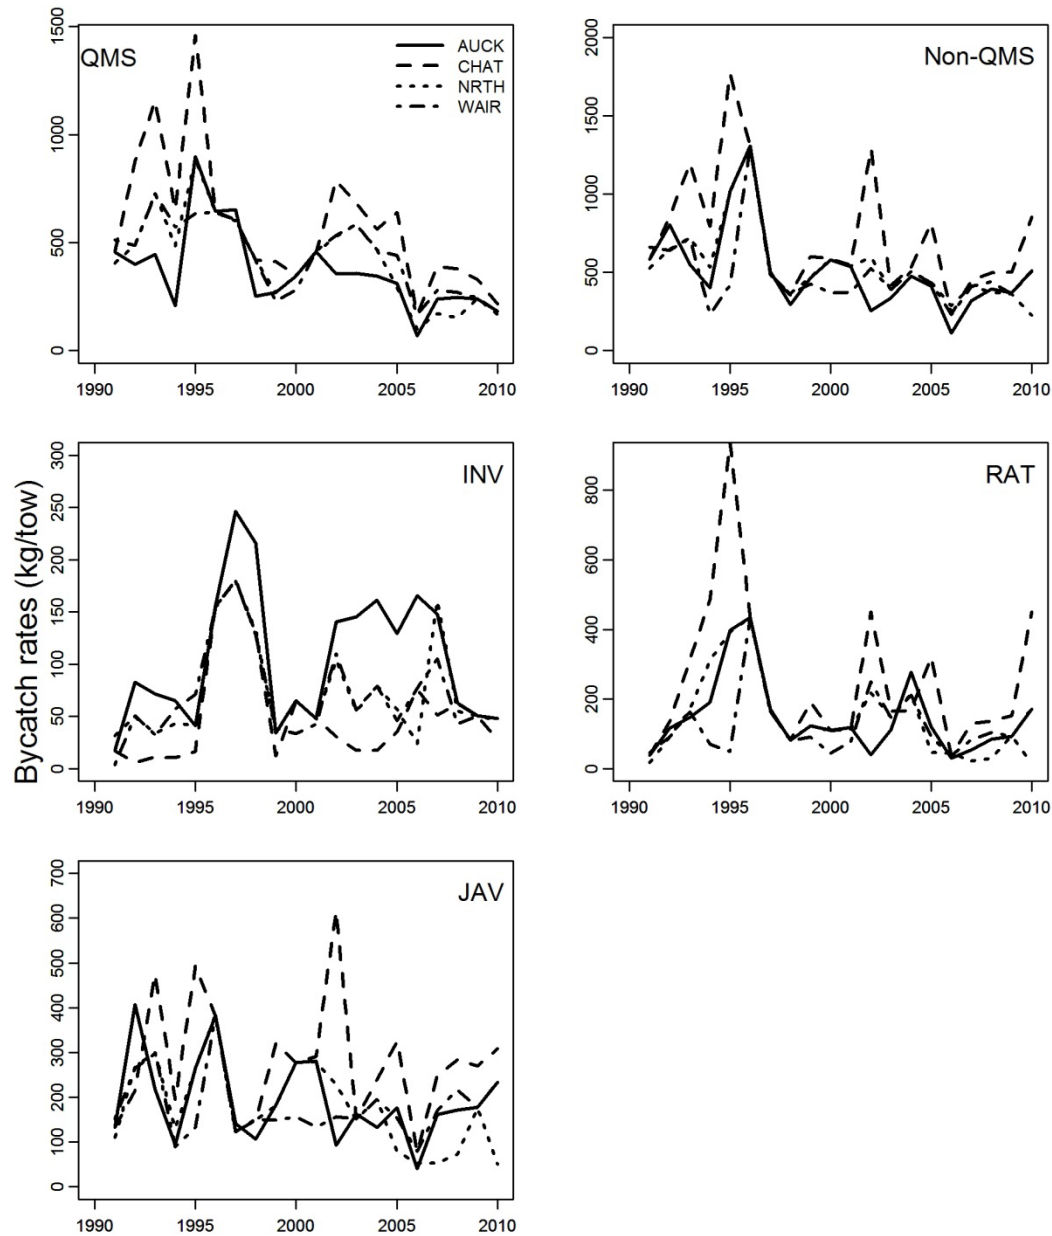 QMS
AUCK
CHAT
NRTH
WAIR
0 500 1000 1500
1990 1995 2000 2005 2010
Non-QMS
0 500 1000 1500 2000
1990 1995 2000 2005 2010
Bycatch rates (kg/tow)
INV
0 50 100 150 200 250 300
1990 1995 2000 2005 2010
RAT
0 200 400 600 800
1990 1995 2000 2005 2010
JAV
0 100 200 300 400 500 600 700
1990 1995 2000 2005 2010